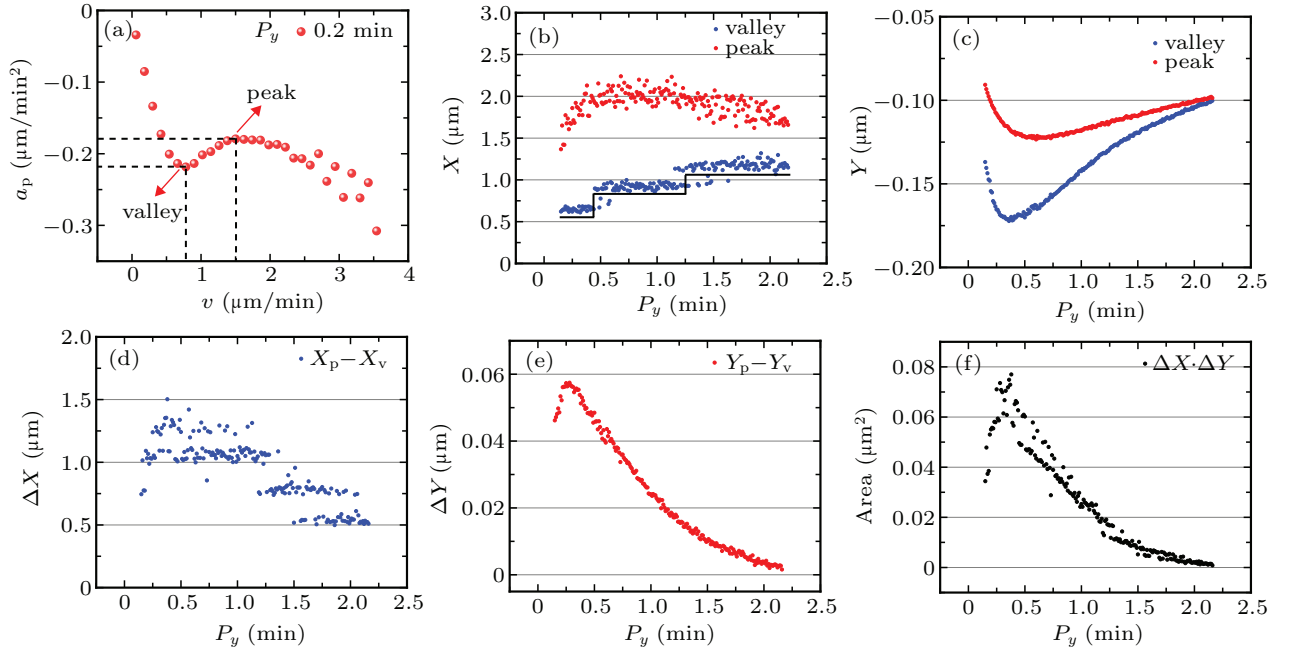 (a)
P_y 0.2 min
peak
valley
0
−0.1
−0.2
−0.3
a_p (μm/min²)
0 1 2 3 4
v (μm/min)
(b)
valley
peak
3.0
2.5
2.0
1.5
1.0
0.5
0
X (μm)
0 0.5 1.0 1.5 2.0 2.5
P_y (min)
(c)
valley
peak
−0.05
−0.10
−0.15
−0.20
Y (μm)
0 0.5 1.0 1.5 2.0 2.5
P_y (min)
(d)
X_p−X_v
2.0
1.5
1.0
0.5
0
ΔX (μm)
0 0.5 1.0 1.5 2.0 2.5
P_y (min)
(e)
Y_p−Y_v
0.06
0.04
0.02
0
ΔY (μm)
0 0.5 1.0 1.5 2.0 2.5
P_y (min)
(f)
ΔX·ΔY
0.08
0.06
0.04
0.02
0
Area (μm²)
0 0.5 1.0 1.5 2.0 2.5
P_y (min)